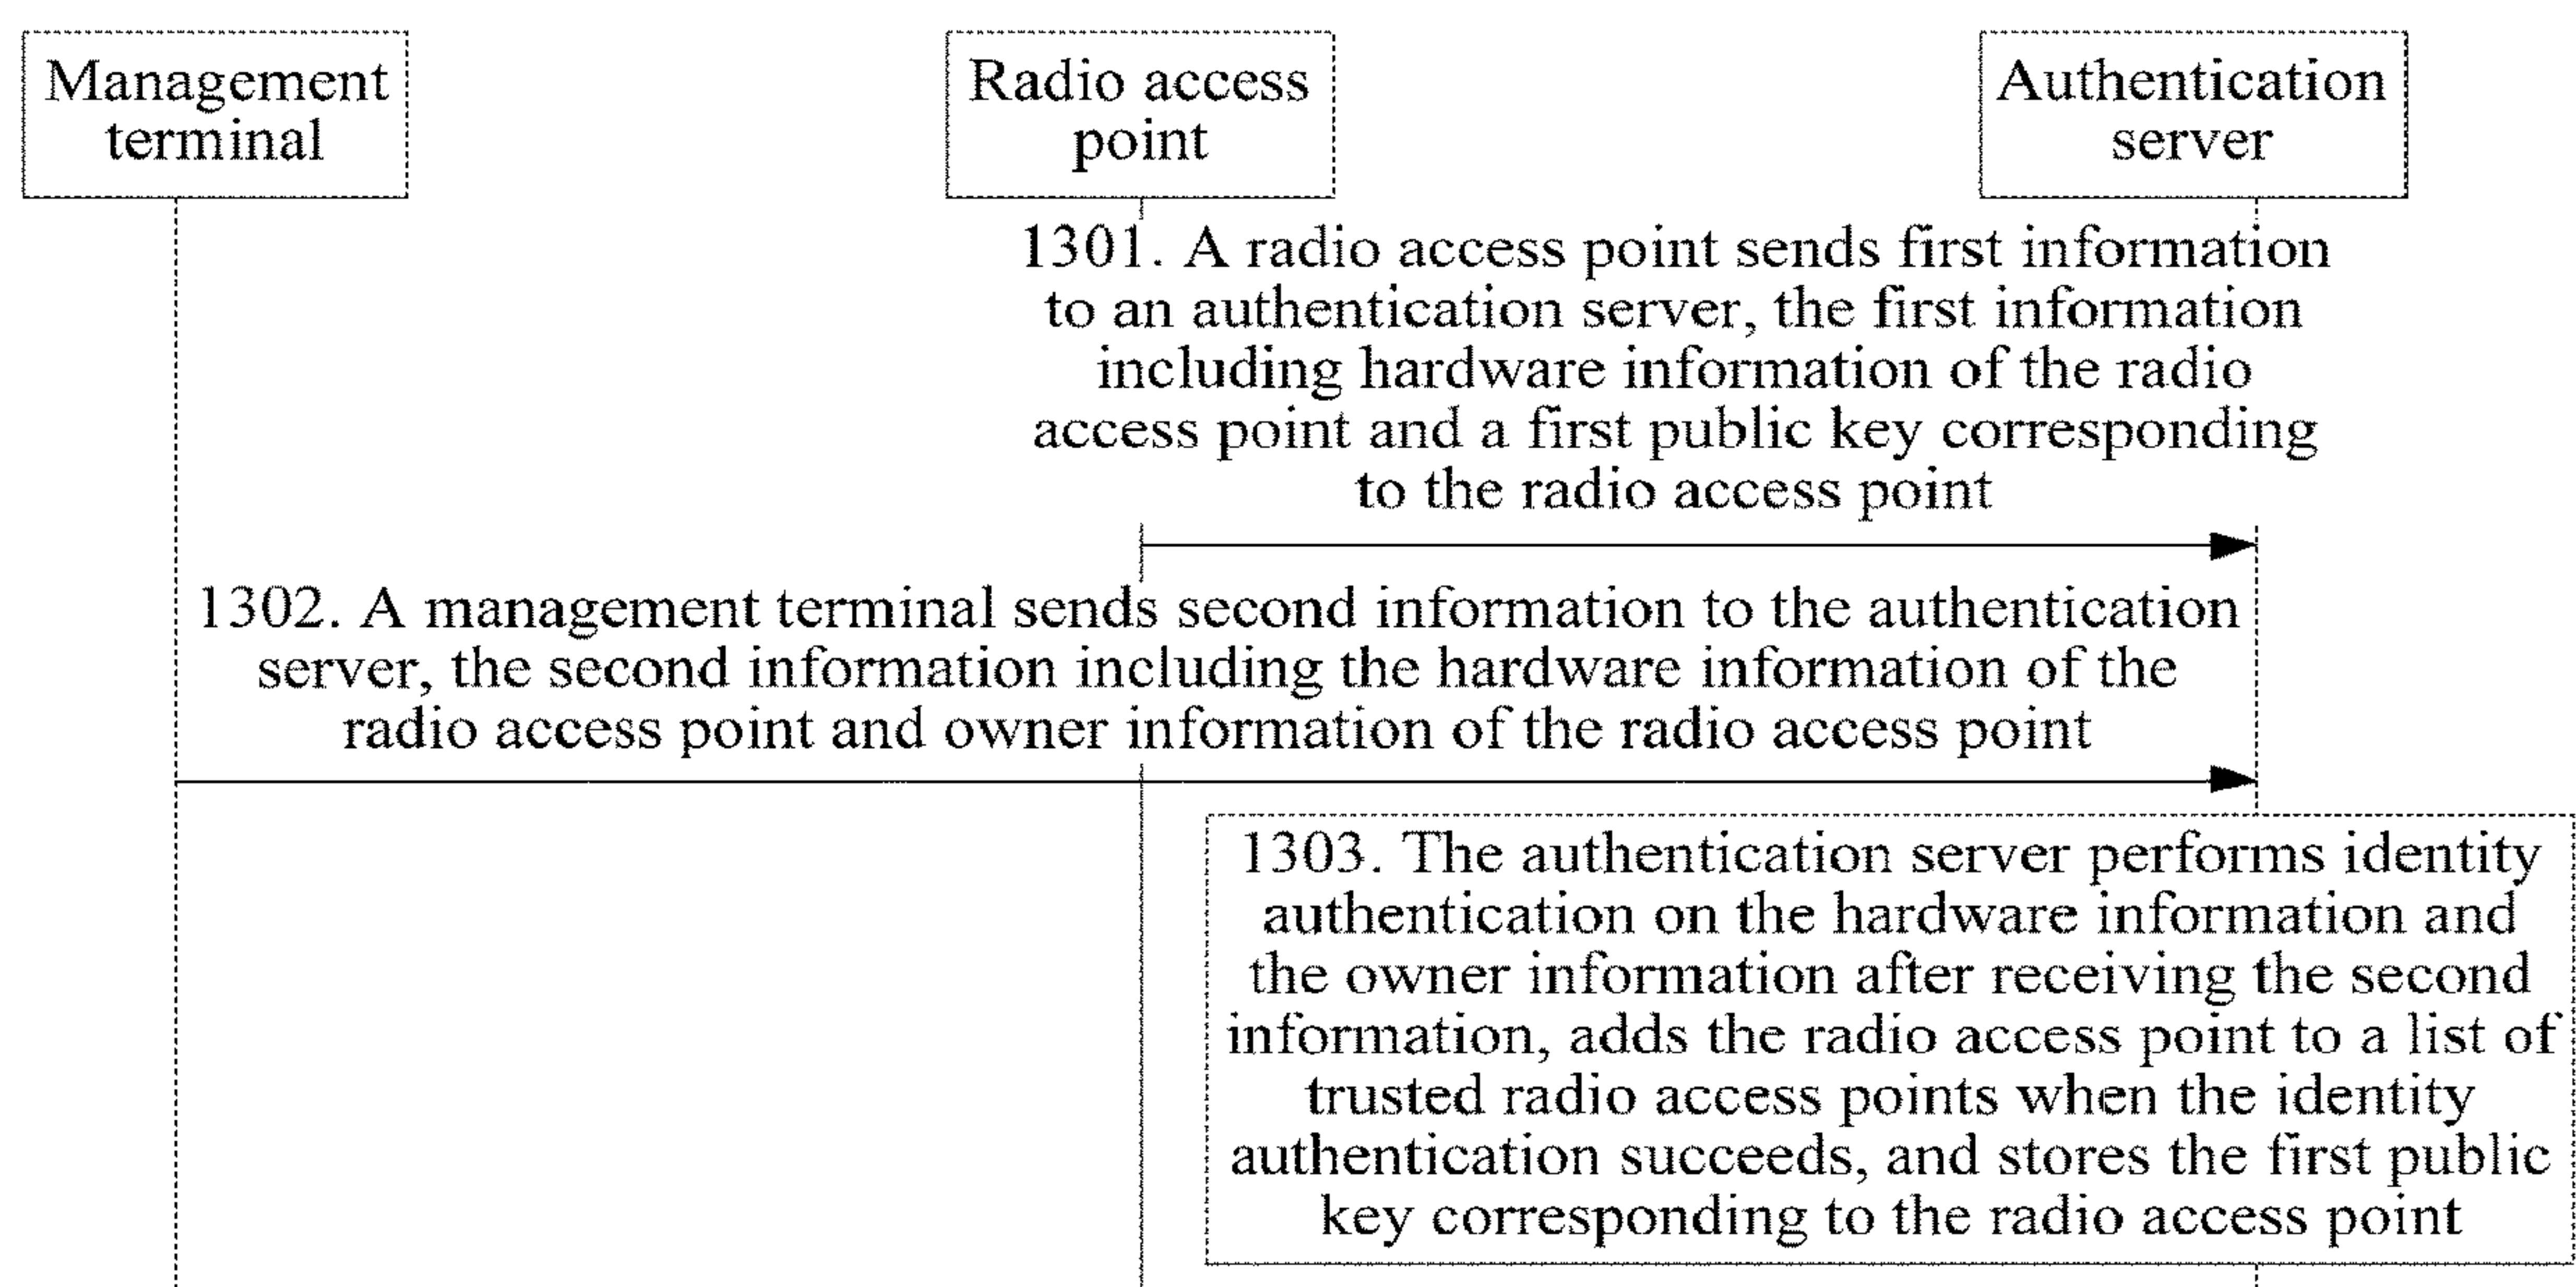 Management
terminal
Radio access
point
Authentication
server
1301. A radio access point sends first information
to an authentication server, the first information
including hardware information of the radio
access point and a first public key corresponding
to the radio access point
1302. A management terminal sends second information to the authentication
server, the second information including the hardware information of the
radio access point and owner information of the radio access point
1303. The authentication server performs identity
authentication on the hardware information and
the owner information after receiving the second
information, adds the radio access point to a list of
trusted radio access points when the identity
authentication succeeds, and stores the first public
key corresponding to the radio access point